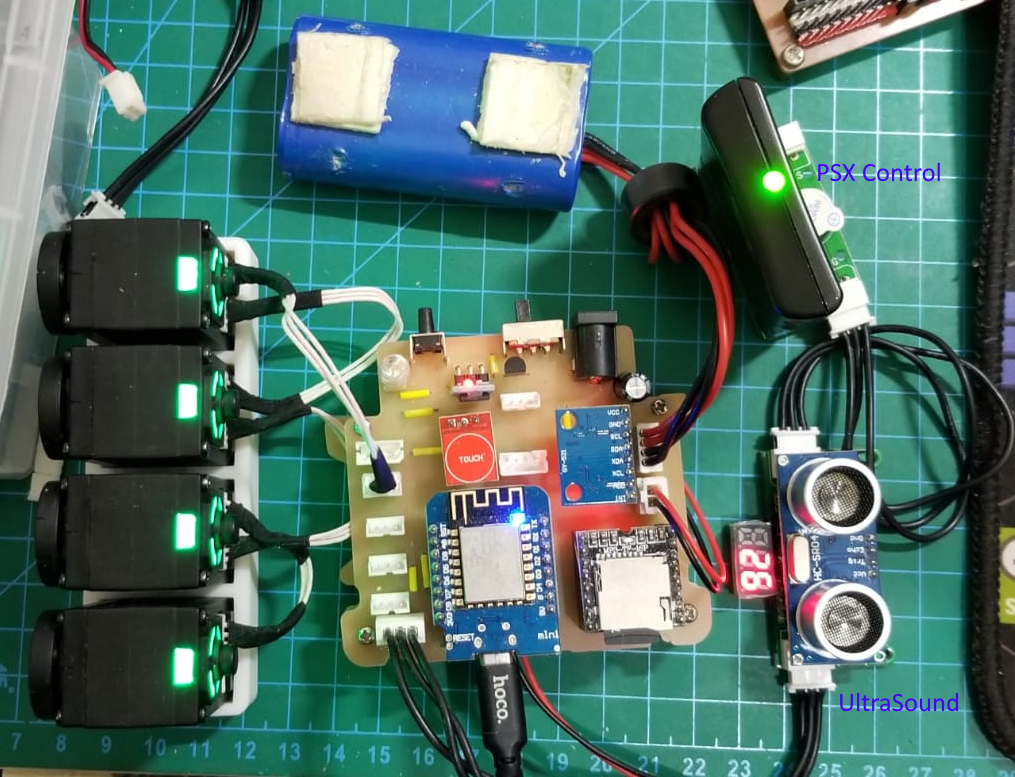 PSX Control
S
G
TOUCH
GY-521
VCC
GND
SCL
SDA
XDA
XCL
INT
HC-SR04
Gnd
Echo
Trig
Vcc
RESET
mini
hoco.
UltraSound
7 8 9 10 11 12 13 14 15 16 19 20 21 22 23 24 25 26 27 28